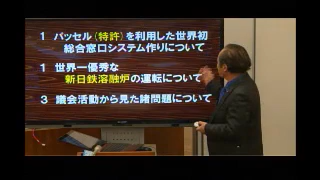 1 パッセル(特許)を利用した世界初
総合窓口システム作りについて
1 世界一優秀な
新日鉄溶融炉の運転について
3 議会活動から見た諸問題について